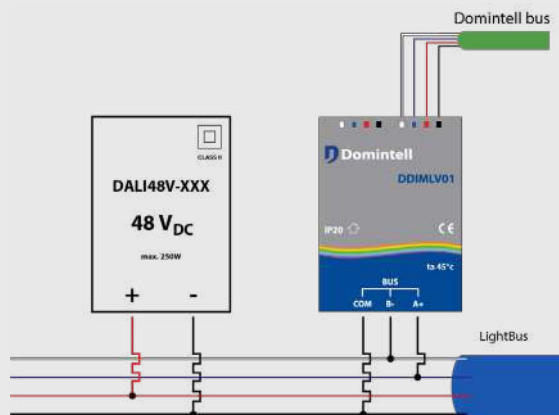 Domintell bus
CLASS II
DALI48V-XXX
48 VDC
max. 250W
+ -
Domintell
DDIMLV01
IP20
CE
ta 45°c
BUS
COM B- A+
LightBus